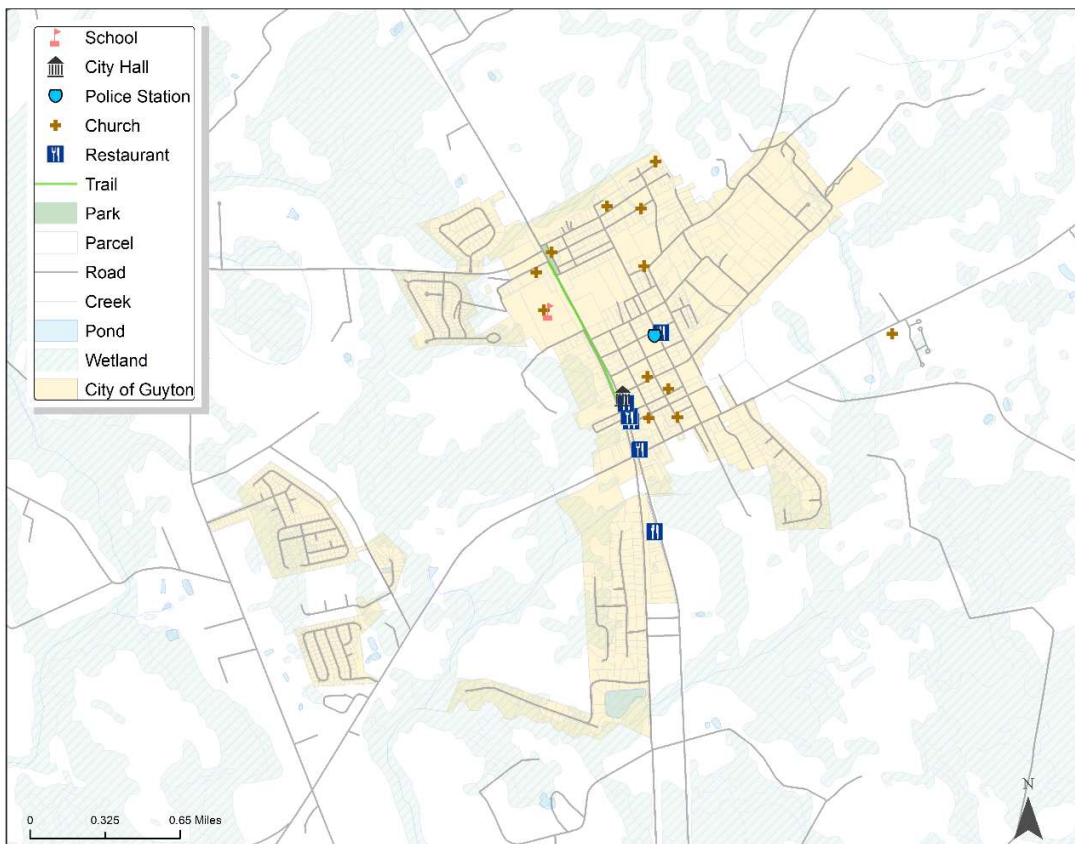 School
City Hall
Police Station
Church
Restaurant
Trail
Park
Parcel
Road
Creek
Pond
Wetland
City of Guyton
N
0 0.325 0.65 Miles